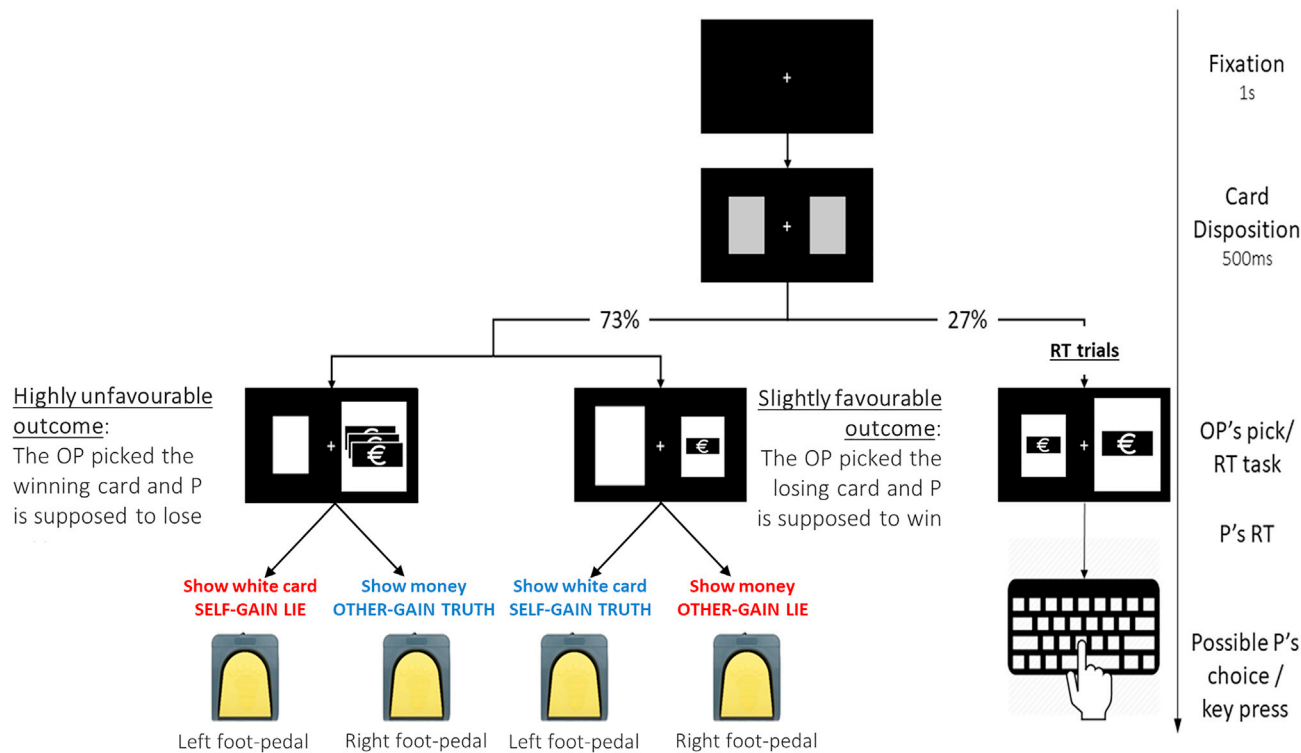 Fixation
1s
Card
Disposition
500ms
73%
27%
RT trials
Highly unfavourable
outcome:
The OP picked the
winning card and P
is supposed to lose
€
€
Slightly favourable
outcome:
The OP picked the
losing card and P
is supposed to win
€
€
OP's pick/
RT task
P's RT
Show white card
SELF-GAIN LIE
Show money
OTHER-GAIN TRUTH
Show white card
SELF-GAIN TRUTH
Show money
OTHER-GAIN LIE
Possible P's
choice /
key press
Left foot-pedal
Right foot-pedal
Left foot-pedal
Right foot-pedal